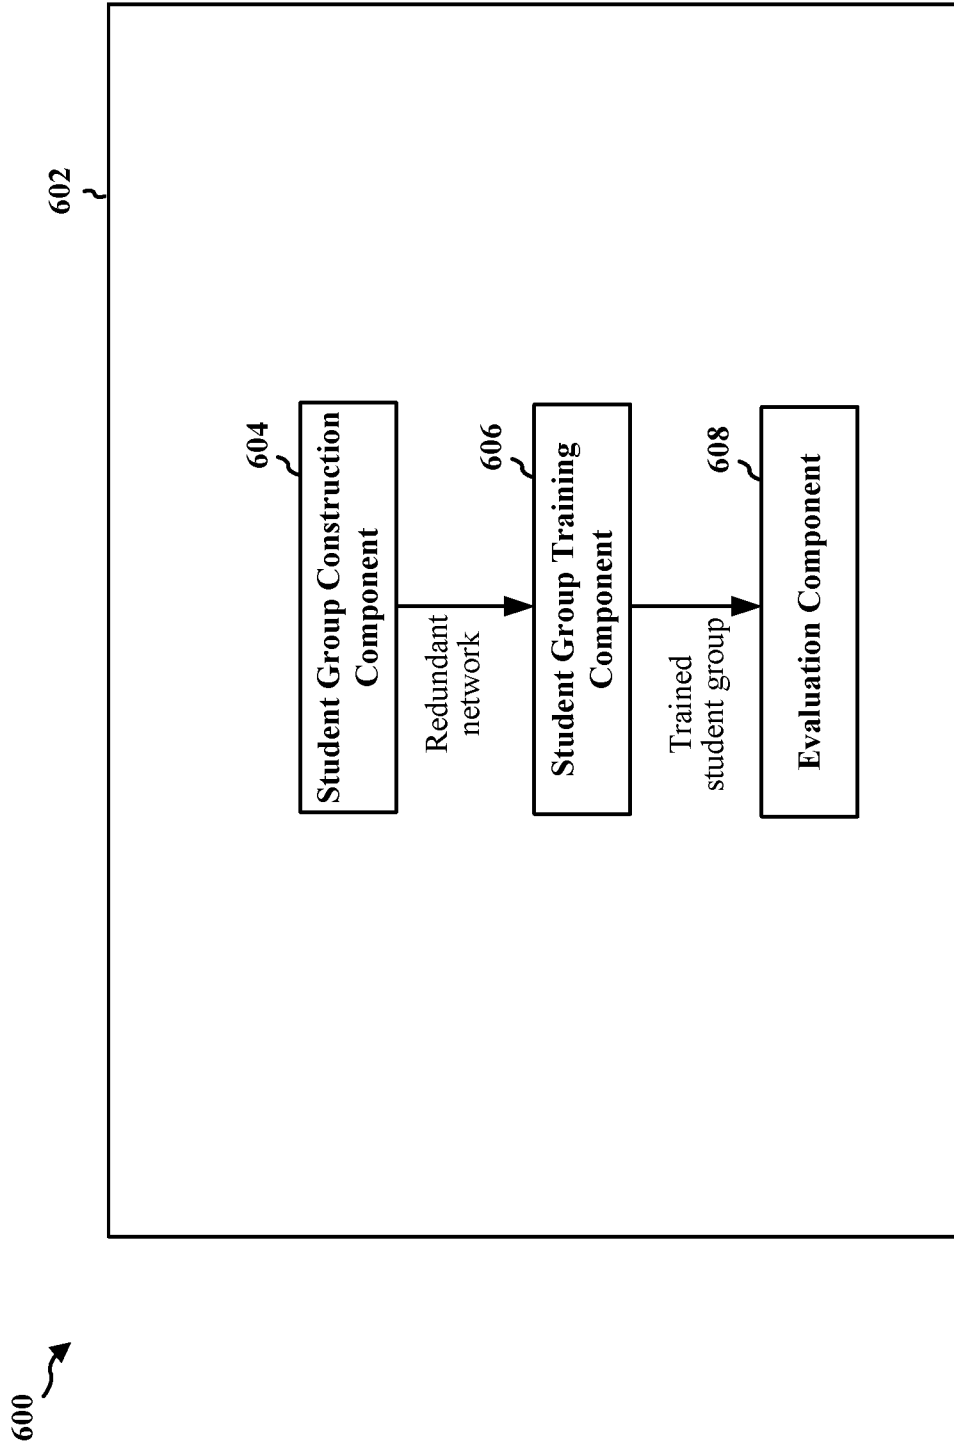 600
602
604
Student Group Construction
Component
Redundant
network
606
Student Group Training
Component
Trained
student group
608
Evaluation Component